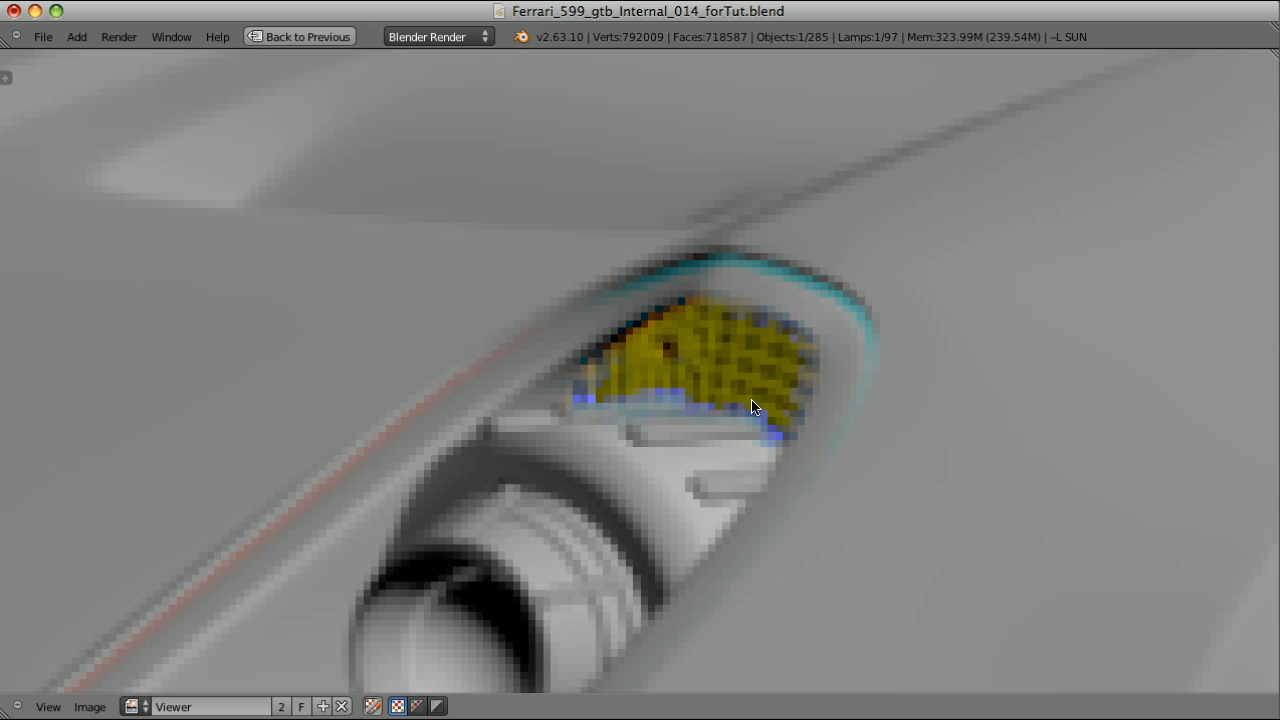 Ferrari_599_gtb_Internal_014_forTut.blend
File Add Render Window Help Back to Previous Blender Render v2.63.10 | Verts:792009 | Faces:718587 | Objects:1/285 | Lamps:1/97 | Mem:323.99M (239.54M) | ~L SUN
View Image Viewer 2 F